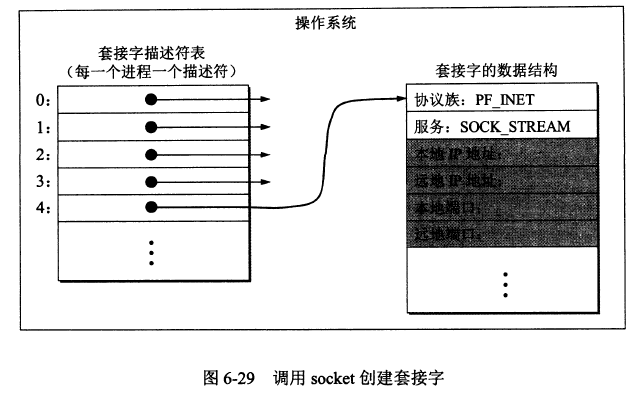 操作系统
套接字描述符表
（每一个进程一个描述符）
0：
1：
2：
3：
4：
套接字的数据结构
协议族：PF_INET
服务：SOCK_STREAM
本地 IP 地址：
远地 IP 地址：
本地端口：
远地端口：
图 6-29 调用 socket 创建套接字